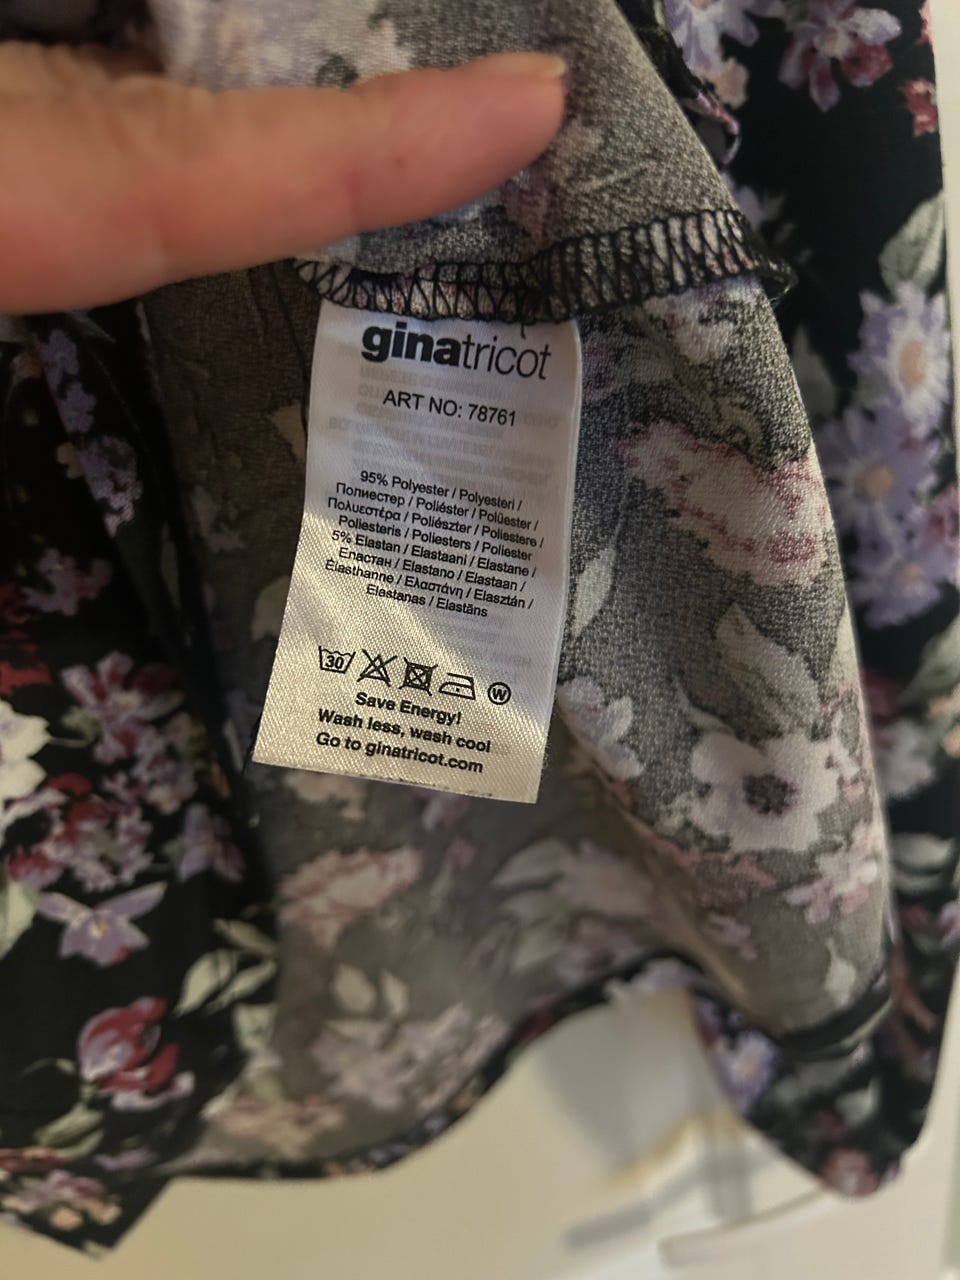 ginatricot
ART NO: 78761
95% Polyester / Polyesteri /
Полиестер / Poliéster / Polüester /
Πολυεστέρα / Poliészter / Poliestere /
Poliesteris / Poliesters / Poliester
5% Elastan / Elastaani / Elastane /
Еластан / Elastano / Elastaan /
Élasthanne / Ελαστάνη / Elasztán /
Elastanas / Elastāns
30
W
Save Energy!
Wash less, wash cool
Go to ginatricot.com